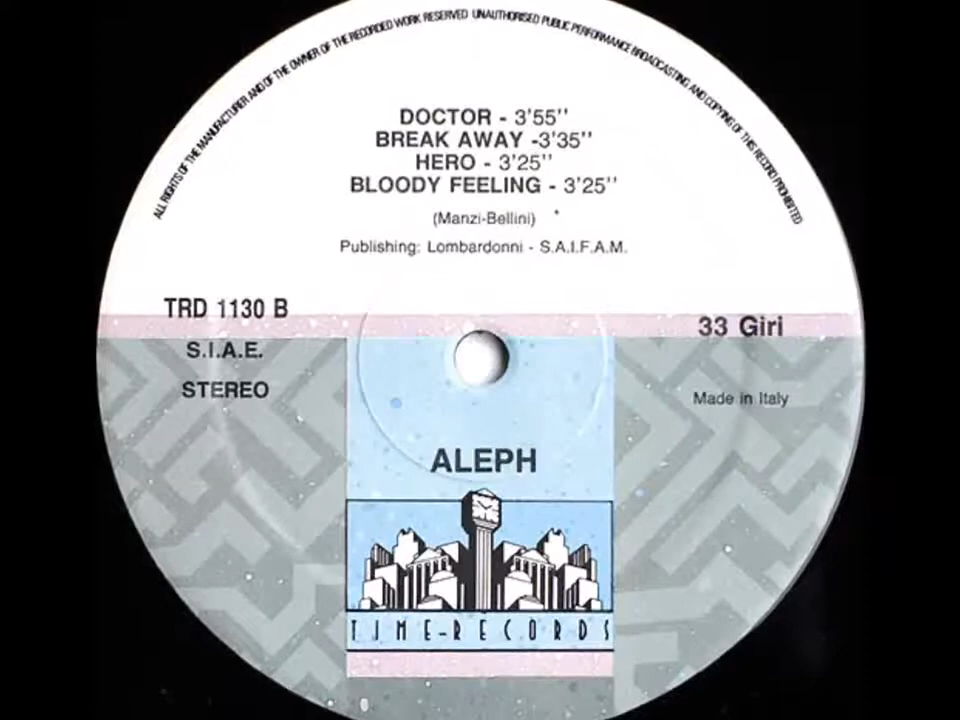 ALL RIGHTS OF THE MANUFACTURER AND OF THE OWNER OF THE RECORDED WORK RESERVED UNAUTHORISED PUBLIC PERFORMANCE BROADCASTING AND COPYING OF THIS RECORD PROHIBITED
DOCTOR - 3'55''
BREAK AWAY -3'35''
HERO - 3'25''
BLOODY FEELING - 3'25''
(Manzi-Bellini)
Publishing: Lombardonni - S.A.I.F.A.M.
TRD 1130 B
33 Giri
S.I.A.E.
STEREO
Made in Italy
ALEPH
TIME-RECORDS